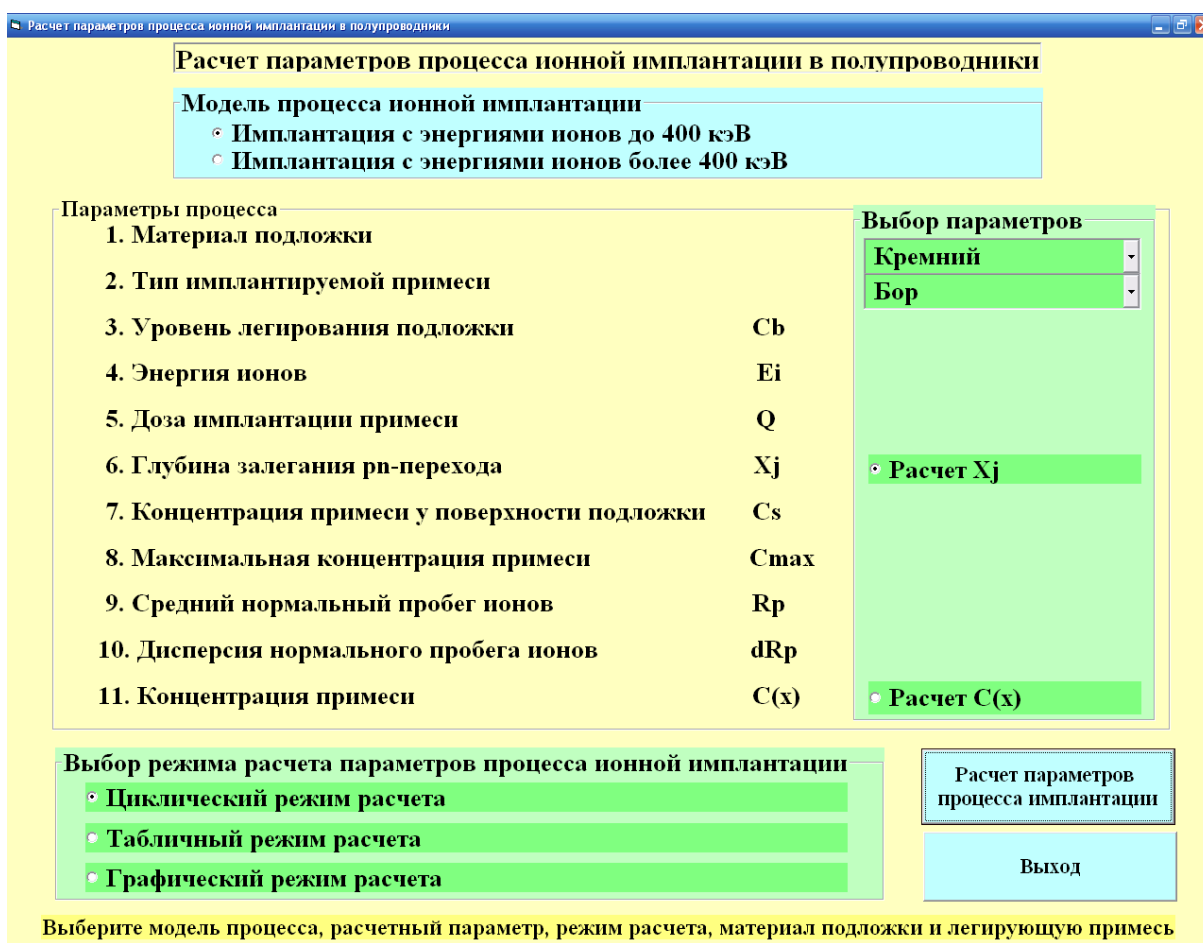 Расчет параметров процесса ионной имплантации в полупроводники
Расчет параметров процесса ионной имплантации в полупроводники
Модель процесса ионной имплантации
Имплантация с энергиями ионов до 400 кэВ
Имплантация с энергиями ионов более 400 кэВ
Параметры процесса
Выбор параметров
1. Материал подложки
Кремний
2. Тип имплантируемой примеси
Бор
3. Уровень легирования подложки Cb
4. Энергия ионов Ei
5. Доза имплантации примеси Q
6. Глубина залегания pn-перехода Xj
Расчет Xj
7. Концентрация примеси у поверхности подложки Cs
8. Максимальная концентрация примеси Cmax
9. Средний нормальный пробег ионов Rp
10. Дисперсия нормального пробега ионов dRp
11. Концентрация примеси C(x)
Расчет C(x)
Выбор режима расчета параметров процесса ионной имплантации
Циклический режим расчета
Табличный режим расчета
Графический режим расчета
Расчет параметров
процесса имплантации
Выход
Выберите модель процесса, расчетный параметр, режим расчета, материал подложки и легирующую примесь